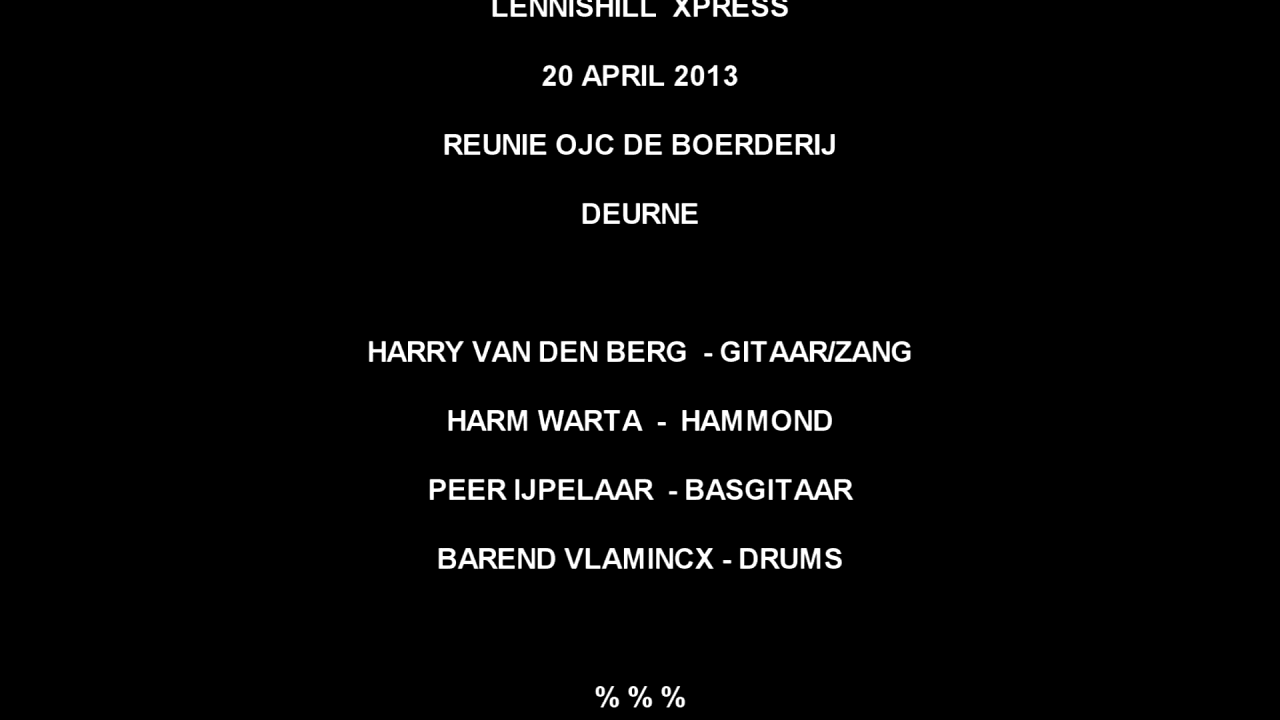 LENNISHILL  XPRESS
20 APRIL 2013
REUNIE OJC DE BOERDERIJ
DEURNE
HARRY VAN DEN BERG  - GITAAR/ZANG
HARM WARTA  -  HAMMOND
PEER IJPELAAR  - BASGITAAR
BAREND VLAMINCX - DRUMS
% % %